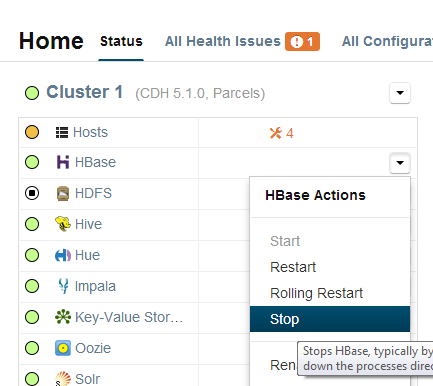 Home Status All Health Issues 1 All Configura
Cluster 1 (CDH 5.1.0, Parcels)
Hosts 4
HBase
HDFS
Hive
Hue
Impala
Key-Value Stor...
Oozie
Solr
HBase Actions
Start
Restart
Rolling Restart
Stop
Stops HBase, typically by
down the processes direc
Ren